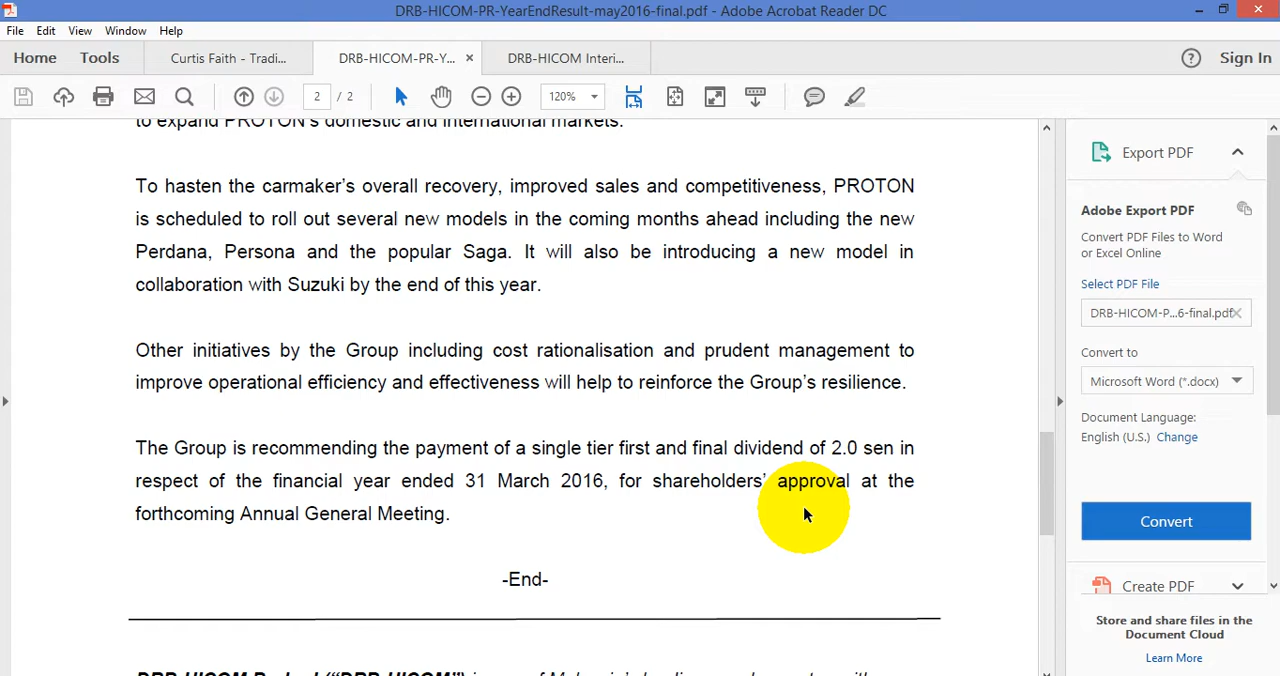 DRB-HICOM-PR-YearEndResult-may2016-final.pdf - Adobe Acrobat Reader DC
File Edit View Window Help
Home Tools Curtis Faith - Tradi... DRB-HICOM-PR-Y... × DRB-HICOM Interi... ? Sign In
2 / 2 120%
to expand PROTON's domestic and international markets.
To hasten the carmaker's overall recovery, improved sales and competitiveness, PROTON
is scheduled to roll out several new models in the coming months ahead including the new
Perdana, Persona and the popular Saga. It will also be introducing a new model in
collaboration with Suzuki by the end of this year.
Other initiatives by the Group including cost rationalisation and prudent management to
improve operational efficiency and effectiveness will help to reinforce the Group's resilience.
The Group is recommending the payment of a single tier first and final dividend of 2.0 sen in
respect of the financial year ended 31 March 2016, for shareholders' approval at the
forthcoming Annual General Meeting.
-End-
Export PDF
Adobe Export PDF
Convert PDF Files to Word
or Excel Online
Select PDF File
DRB-HICOM-P...6-final.pdf
Convert to
Microsoft Word (*.docx)
Document Language:
English (U.S.) Change
Convert
Create PDF
Store and share files in the
Document Cloud
Learn More